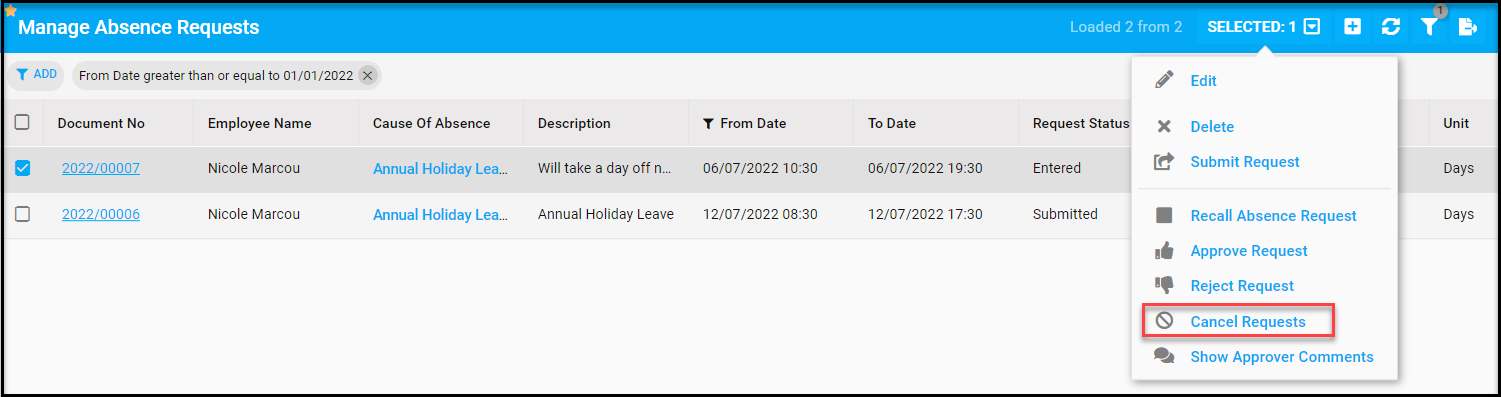 Manage Absence Requests Loaded 2 from 2 SELECTED: 1 1
ADD From Date greater than or equal to 01/01/2022
Document No Employee Name Cause Of Absence Description From Date To Date Request Status Unit
2022/00007 Nicole Marcou Annual Holiday Lea... Will take a day off n... 06/07/2022 10:30 06/07/2022 19:30 Entered Days
2022/00006 Nicole Marcou Annual Holiday Lea... Annual Holiday Leave 12/07/2022 08:30 12/07/2022 17:30 Submitted Days
Edit
Delete
Submit Request
Recall Absence Request
Approve Request
Reject Request
Cancel Requests
Show Approver Comments